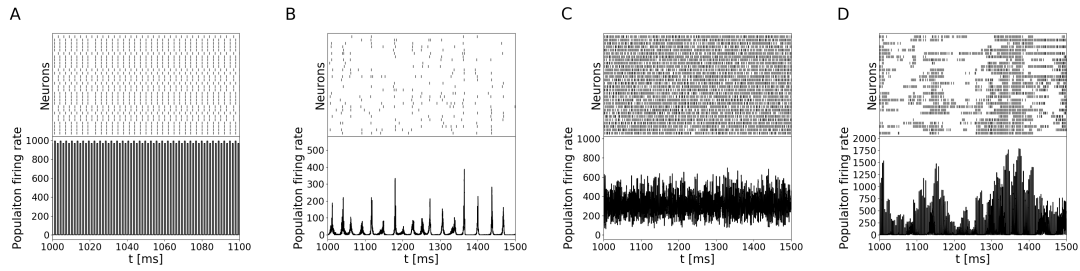 A
B
C
D
Neurons
Neurons
Neurons
Neurons
Populaiton firing rate
1000
800
600
400
200
0
1000 1020 1040 1060 1080 1100
t [ms]
Populaiton firing rate
500
400
300
200
100
0
1000 1100 1200 1300 1400 1500
t [ms]
Populaiton firing rate
1000
800
600
400
200
0
1000 1100 1200 1300 1400 1500
t [ms]
Populaiton firing rate
2000
1750
1500
1250
1000
750
500
250
0
1000 1100 1200 1300 1400 1500
t [ms]